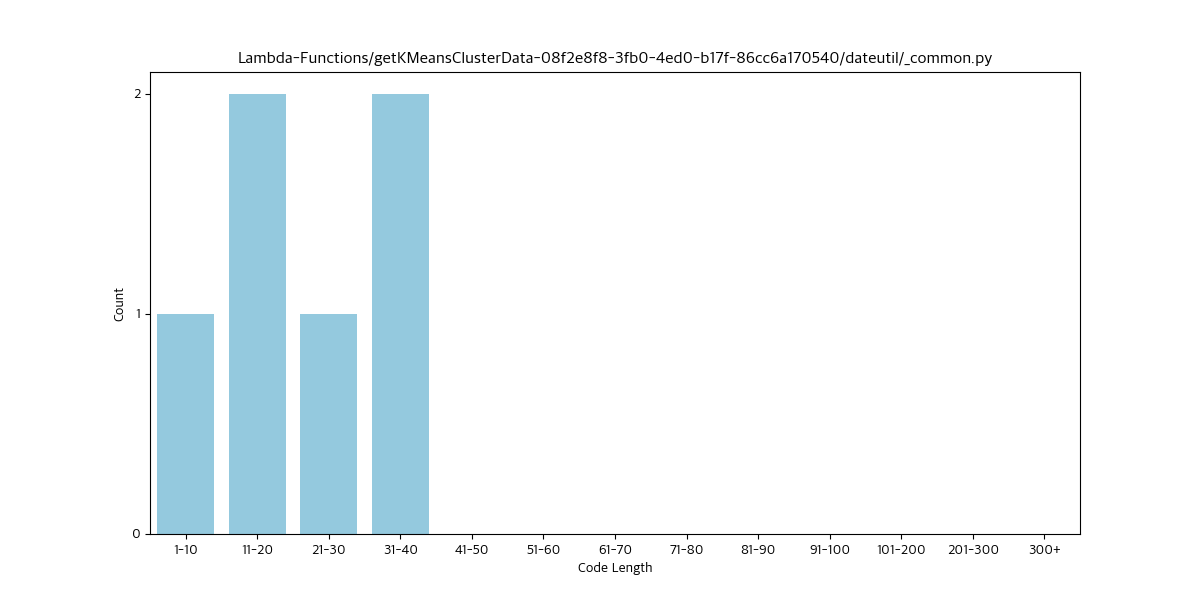 Lambda-Functions/getKMeansClusterData-08f2e8f8-3fb0-4ed0-b17f-86cc6a170540/dateutil/_common.py
2
1
0
Count
1-10 11-20 21-30 31-40 41-50 51-60 61-70 71-80 81-90 91-100 101-200 201-300 300+
Code Length